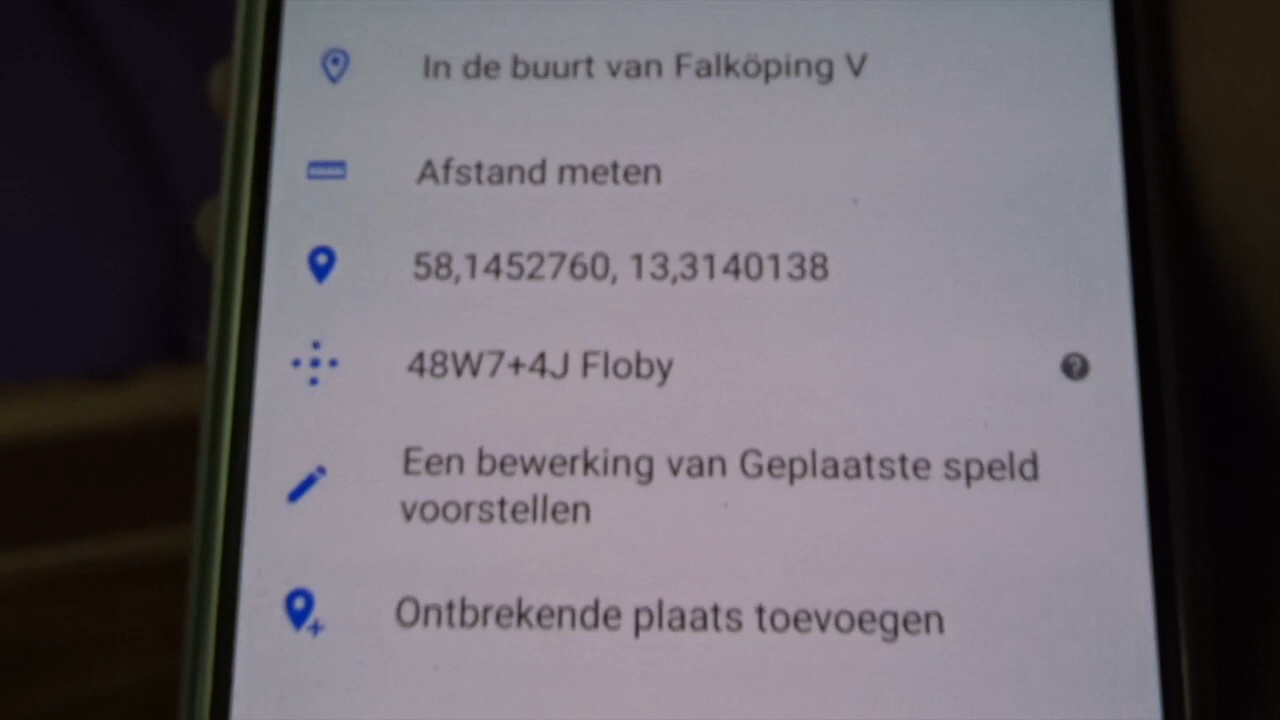 In de buurt van Falköping V
Afstand meten
58,1452760, 13,3140138
48W7+4J Floby
Een bewerking van Geplaatste speld
voorstellen
Ontbrekende plaats toevoegen